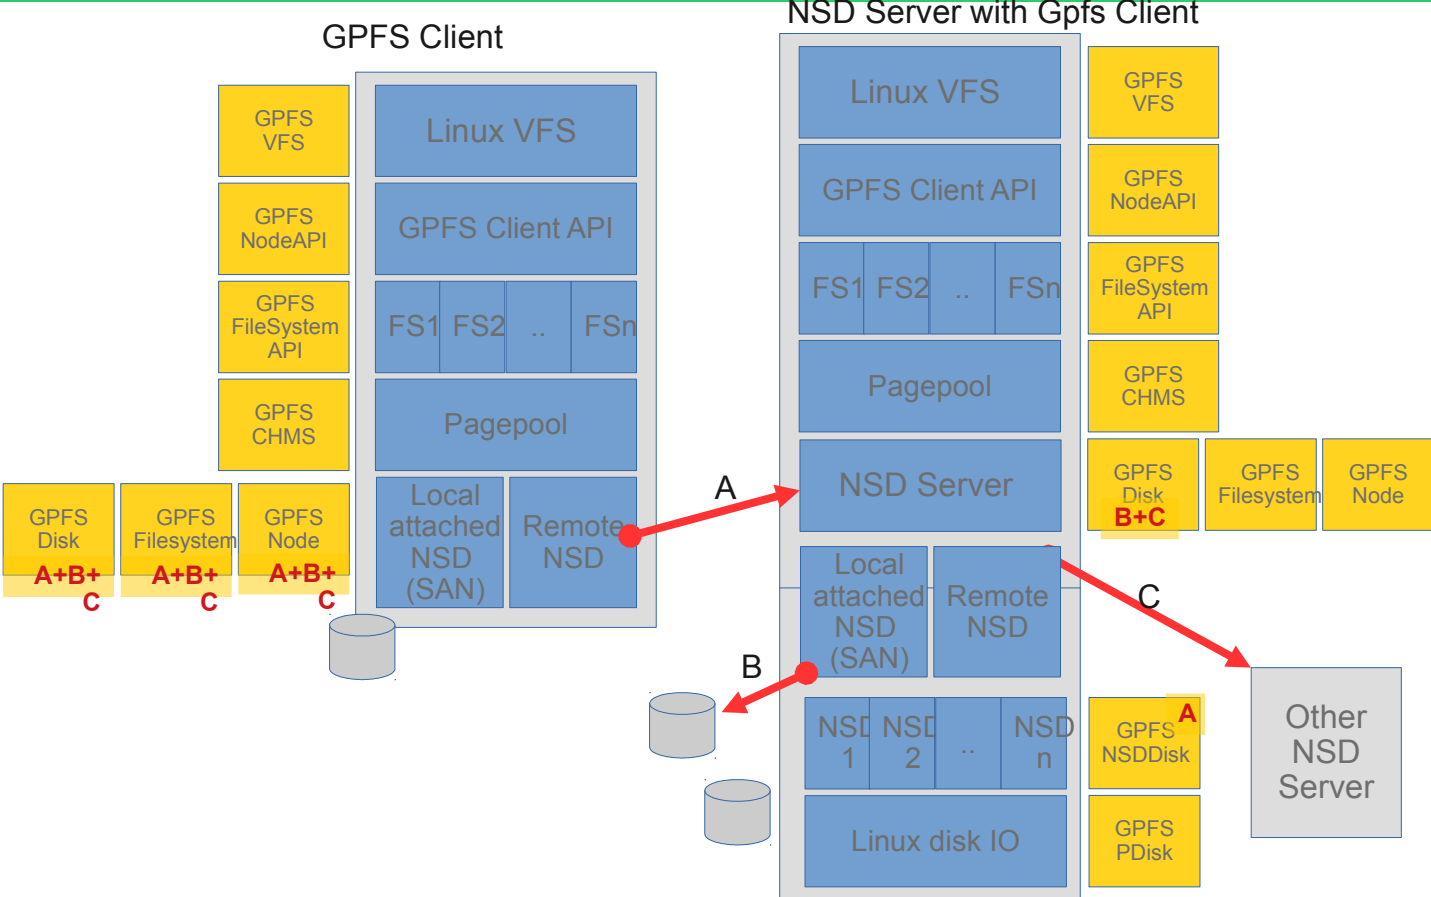 GPFS Client
GPFS
VFS
Linux VFS
GPFS
NodeAPI
GPFS Client API
GPFS
FileSystem
API
FS1
FS2
..
FSn
GPFS
CHMS
Pagepool
GPFS
Disk
A+B+
C
GPFS
Filesystem
A+B+
C
GPFS
Node
A+B+
C
Local
attached
NSD
(SAN)
Remote
NSD
A
NSD Server with Gpfs Client
Linux VFS
GPFS
VFS
GPFS Client API
GPFS
NodeAPI
FS1
FS2
..
FSn
GPFS
FileSystem
API
Pagepool
GPFS
CHMS
NSD Server
GPFS
Disk
B+C
GPFS
Filesystem
GPFS
Node
Local
attached
NSD
(SAN)
Remote
NSD
C
B
NSD
1
NSD
2
..
NSD
n
GPFS
NSDDisk
A
Linux disk IO
GPFS
PDisk
Other
NSD
Server